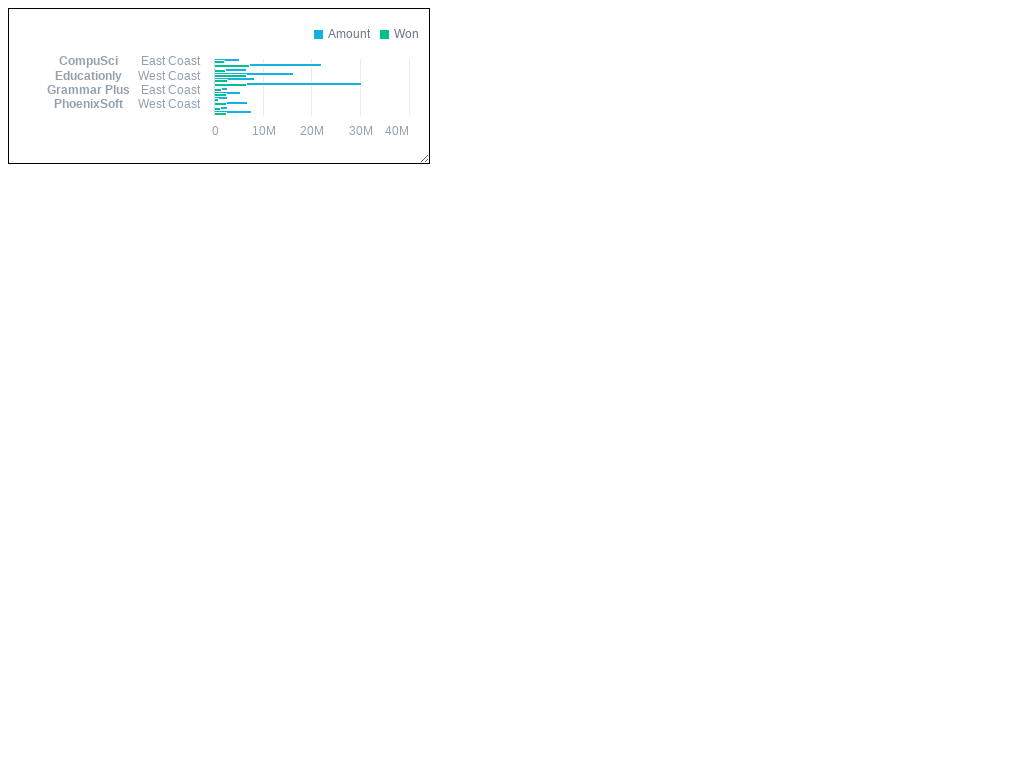 Amount Won
CompuSci East Coast
Educationly West Coast
Grammar Plus East Coast
PhoenixSoft West Coast
0 10M 20M 30M 40M